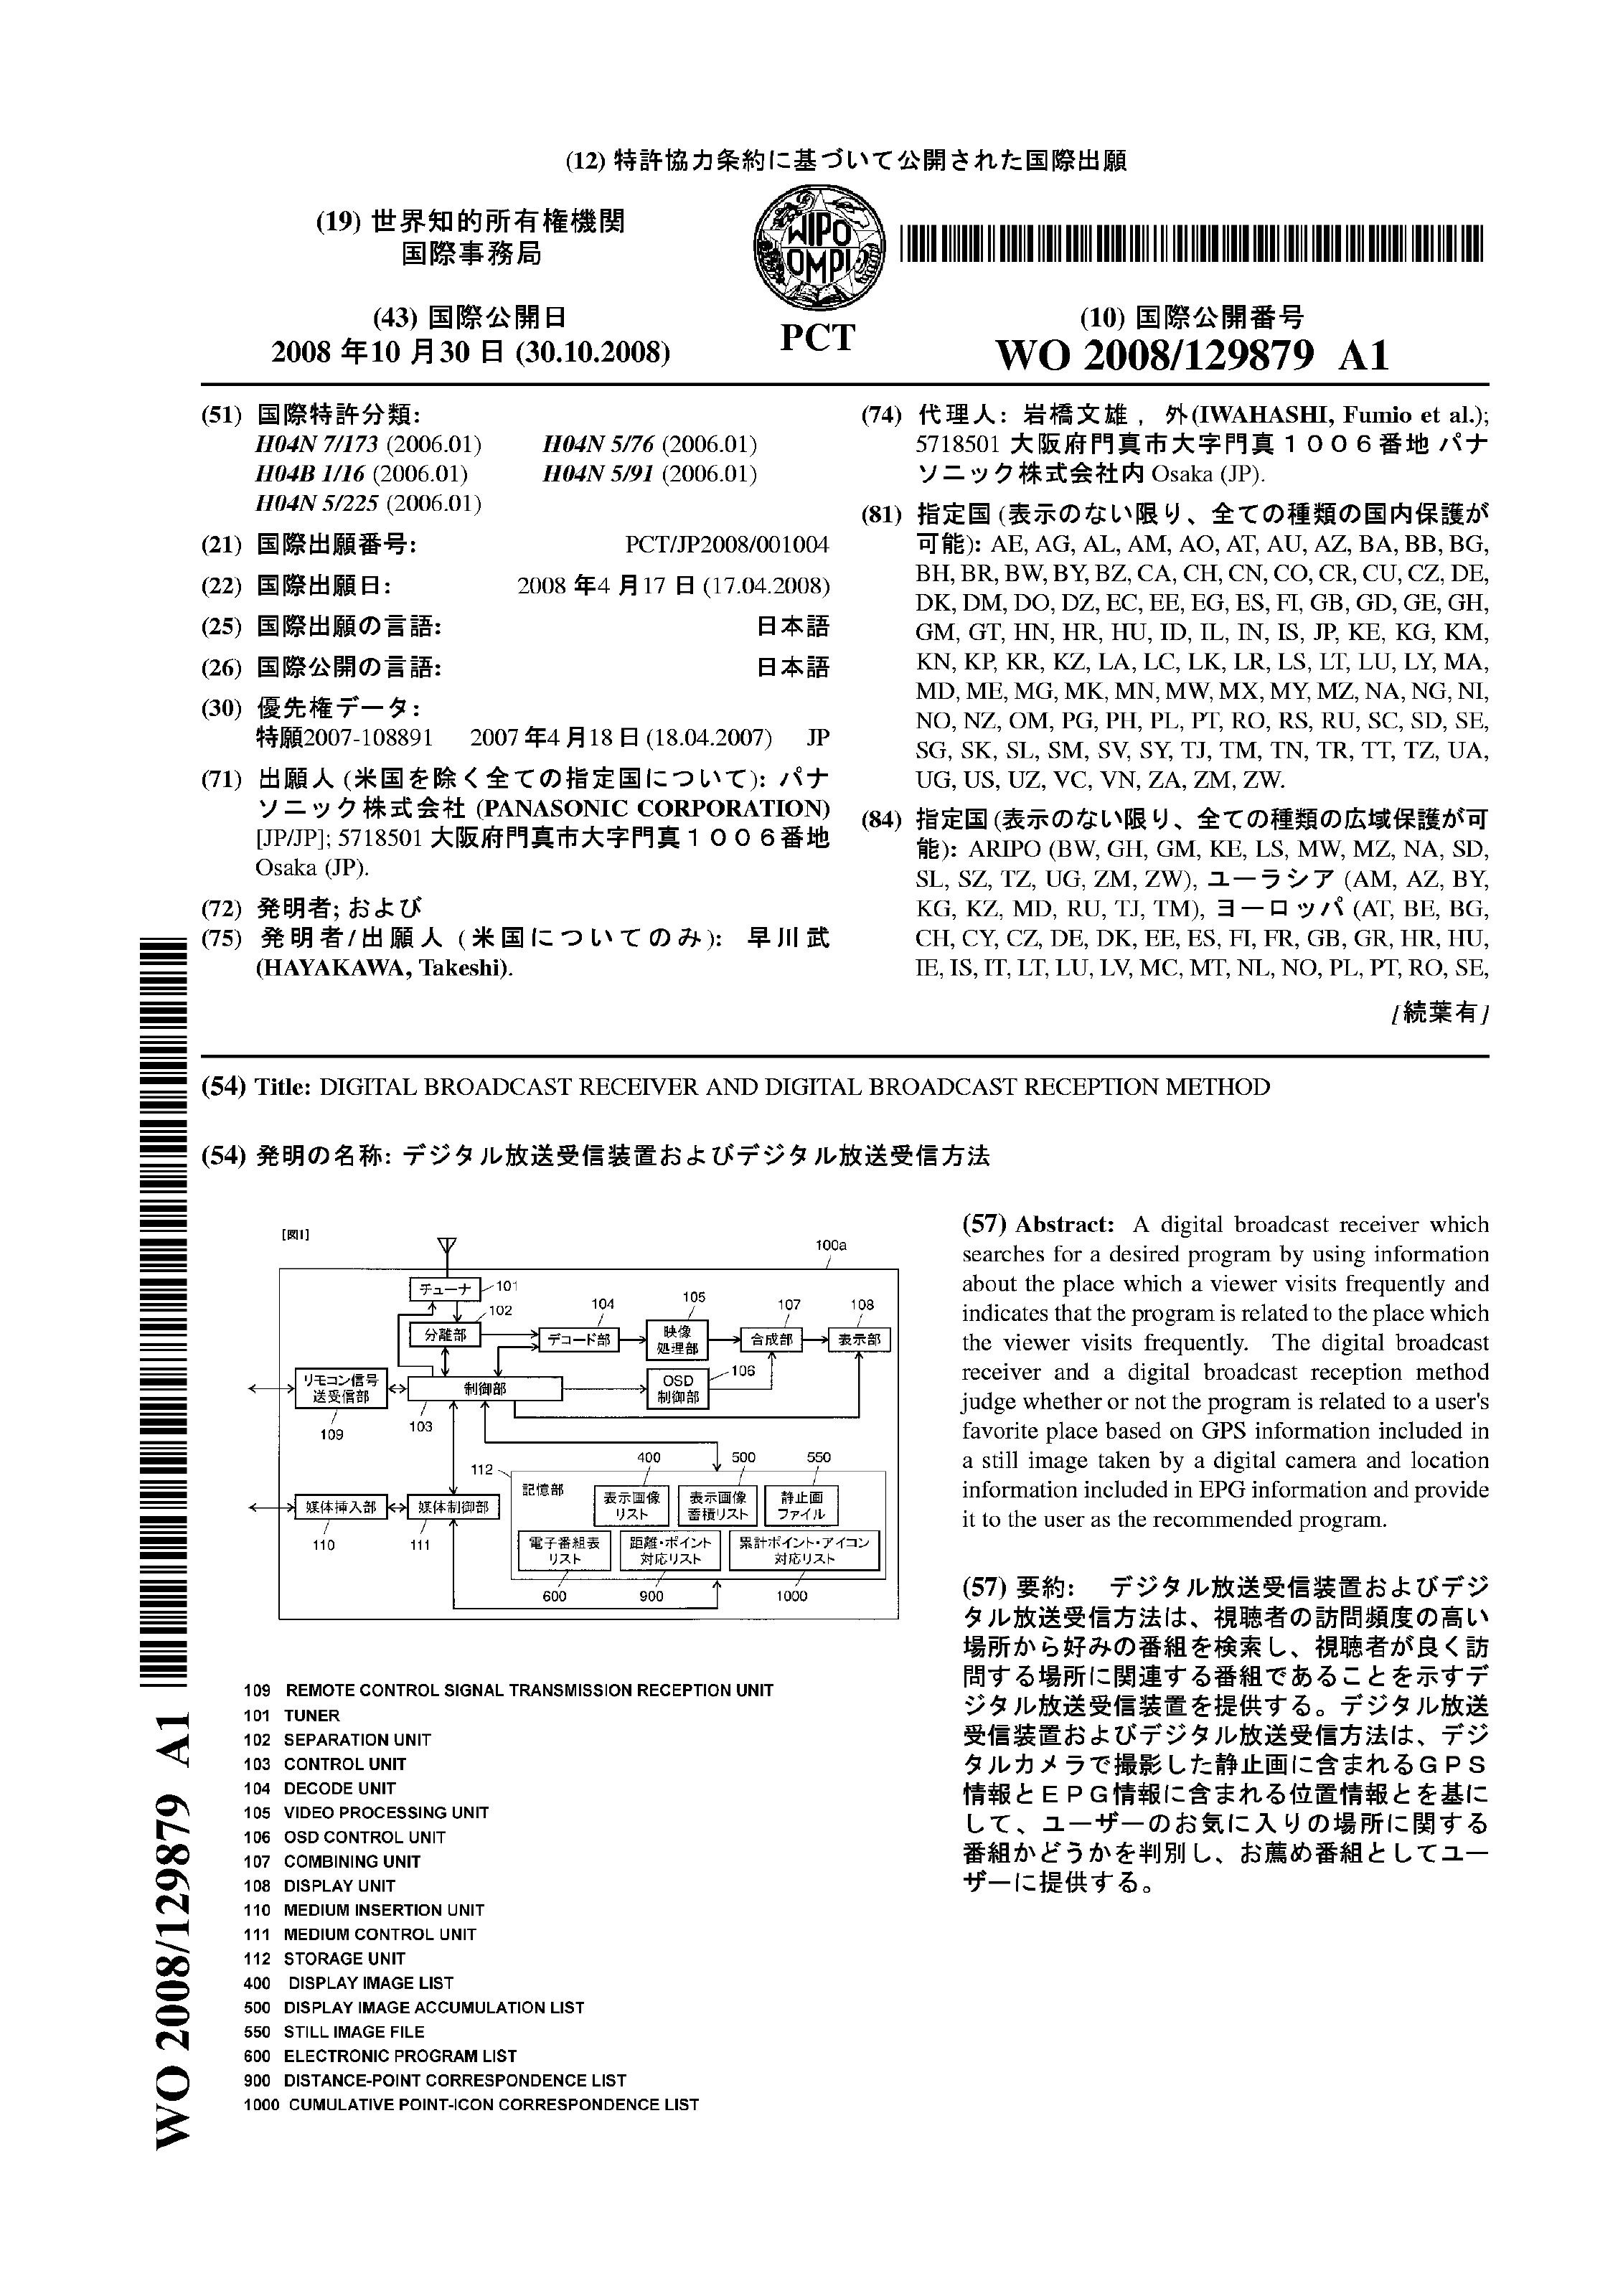 (12) 特許協力条約に基づいて公開された国際出願
(19) 世界知的所有権機関
国際事務局
WIPO
OMPI
PCT
(43) 国際公開日
2008 年10 月30 日 (30.10.2008)
(10) 国際公開番号
WO 2008/129879 A1
(51) 国際特許分類:
H04N 7/173 (2006.01) H04N 5/76 (2006.01)
H04B 1/16 (2006.01) H04N 5/91 (2006.01)
H04N 5/225 (2006.01)
(21) 国際出願番号: PCT/JP2008/001004
(22) 国際出願日: 2008 年4 月17 日 (17.04.2008)
(25) 国際出願の言語: 日本語
(26) 国際公開の言語: 日本語
(30) 優先権データ:
特願2007-108891 2007 年4 月18 日 (18.04.2007) JP
(71) 出願人 (米国を除く全ての指定国について): パナ
ソニック株式会社 (PANASONIC CORPORATION)
[JP/JP]; 5718501 大阪府門真市大字門真１００６番地
Osaka (JP).
(72) 発明者; および
(75) 発明者/出願人 (米国についてのみ): 早川武
(HAYAKAWA, Takeshi).
(74) 代理人: 岩橋文雄, 外(IWAHASHI, Fumio et al.);
5718501 大阪府門真市大字門真１００６番地 パナ
ソニック株式会社内 Osaka (JP).
(81) 指定国 (表示のない限り、全ての種類の国内保護が
可能): AE, AG, AL, AM, AO, AT, AU, AZ, BA, BB, BG,
BH, BR, BW, BY, BZ, CA, CH, CN, CO, CR, CU, CZ, DE,
DK, DM, DO, DZ, EC, EE, EG, ES, FI, GB, GD, GE, GH,
GM, GT, HN, HR, HU, ID, IL, IN, IS, JP, KE, KG, KM,
KN, KP, KR, KZ, LA, LC, LK, LR, LS, LT, LU, LY, MA,
MD, ME, MG, MK, MN, MW, MX, MY, MZ, NA, NG, NI,
NO, NZ, OM, PG, PH, PL, PT, RO, RS, RU, SC, SD, SE,
SG, SK, SL, SM, SV, SY, TJ, TM, TN, TR, TT, TZ, UA,
UG, US, UZ, VC, VN, ZA, ZM, ZW.
(84) 指定国 (表示のない限り、全ての種類の広域保護が可
能): ARIPO (BW, GH, GM, KE, LS, MW, MZ, NA, SD,
SL, SZ, TZ, UG, ZM, ZW), ユーラシア (AM, AZ, BY,
KG, KZ, MD, RU, TJ, TM), ヨーロッパ (AT, BE, BG,
CH, CY, CZ, DE, DK, EE, ES, FI, FR, GB, GR, HR, HU,
IE, IS, IT, LT, LU, LV, MC, MT, NL, NO, PL, PT, RO, SE,
[続葉有]
(54) Title: DIGITAL BROADCAST RECEIVER AND DIGITAL BROADCAST RECEPTION METHOD
(54) 発明の名称: デジタル放送受信装置およびデジタル放送受信方法
[図1]
100a
チューナ 101
102
分離部
104
デコード部
105
映像
処理部
107
合成部
108
表示部
リモコン信号
送受信部
109
制御部
103
OSD
制御部
106
112
記憶部
400
表示画像
リスト
500
表示画像
蓄積リスト
550
静止画
ファイル
媒体挿入部
110
媒体制御部
111
電子番組表
リスト
600
距離・ポイント
対応リスト
900
累計ポイント・アイコン
対応リスト
1000
109 REMOTE CONTROL SIGNAL TRANSMISSION RECEPTION UNIT
101 TUNER
102 SEPARATION UNIT
103 CONTROL UNIT
104 DECODE UNIT
105 VIDEO PROCESSING UNIT
106 OSD CONTROL UNIT
107 COMBINING UNIT
108 DISPLAY UNIT
110 MEDIUM INSERTION UNIT
111 MEDIUM CONTROL UNIT
112 STORAGE UNIT
400 DISPLAY IMAGE LIST
500 DISPLAY IMAGE ACCUMULATION LIST
550 STILL IMAGE FILE
600 ELECTRONIC PROGRAM LIST
900 DISTANCE-POINT CORRESPONDENCE LIST
1000 CUMULATIVE POINT-ICON CORRESPONDENCE LIST
(57) Abstract: A digital broadcast receiver which
searches for a desired program by using information
about the place which a viewer visits frequently and
indicates that the program is related to the place which
the viewer visits frequently. The digital broadcast
receiver and a digital broadcast reception method
judge whether or not the program is related to a user's
favorite place based on GPS information included in
a still image taken by a digital camera and location
information included in EPG information and provide
it to the user as the recommended program.
(57) 要約: デジタル放送受信装置およびデジ
タル放送受信方法は、視聴者の訪問頻度の高い
場所から好みの番組を検索し、視聴者が良く訪
問する場所に関連する番組であることを示すデ
ジタル放送受信装置を提供する。デジタル放送
受信装置およびデジタル放送受信方法は、デジ
タルカメラで撮影した静止画に含まれるＧＰＳ
情報とＥＰＧ情報に含まれる位置情報とを基に
して、ユーザーのお気に入りの場所に関する
番組かどうかを判別し、お薦め番組としてユー
ザーに提供する。
WO 2008/129879 A1